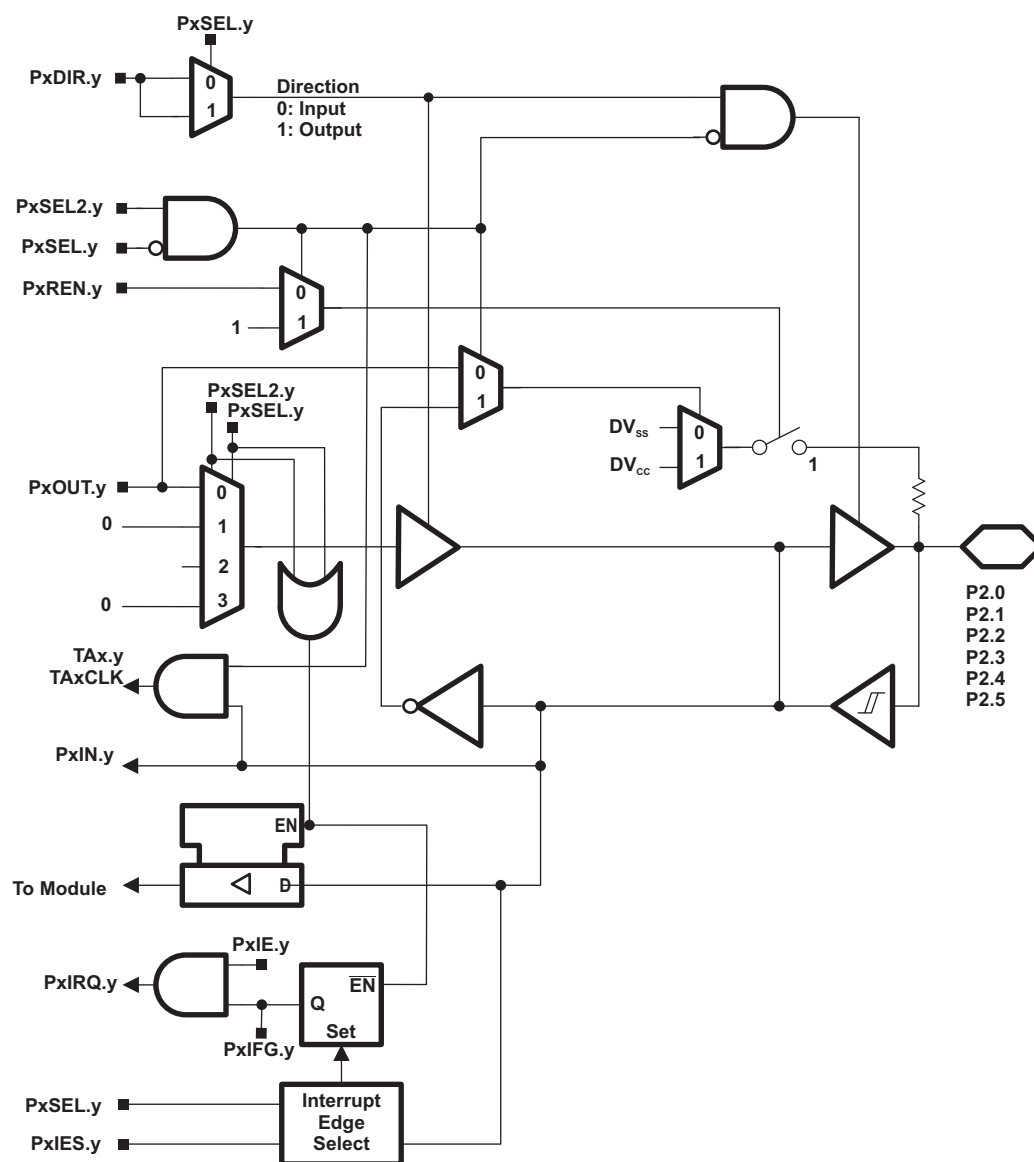 PxSEL.y
PxDIR.y
0
1
Direction
0: Input
1: Output
PxSEL2.y
PxSEL.y
PxREN.y
0
1
1
0
1
PxSEL2.y
PxSEL.y
DVSS
0
DVCC
1
1
PxOUT.y
0
0
1
2
0
3
P2.0
P2.1
P2.2
P2.3
P2.4
P2.5
TAx.y
TAxCLK
PxIN.y
EN
To Module
D
PxIE.y
PxIRQ.y
EN
Q
Set
PxIFG.y
PxSEL.y
PxIES.y
Interrupt
Edge
Select